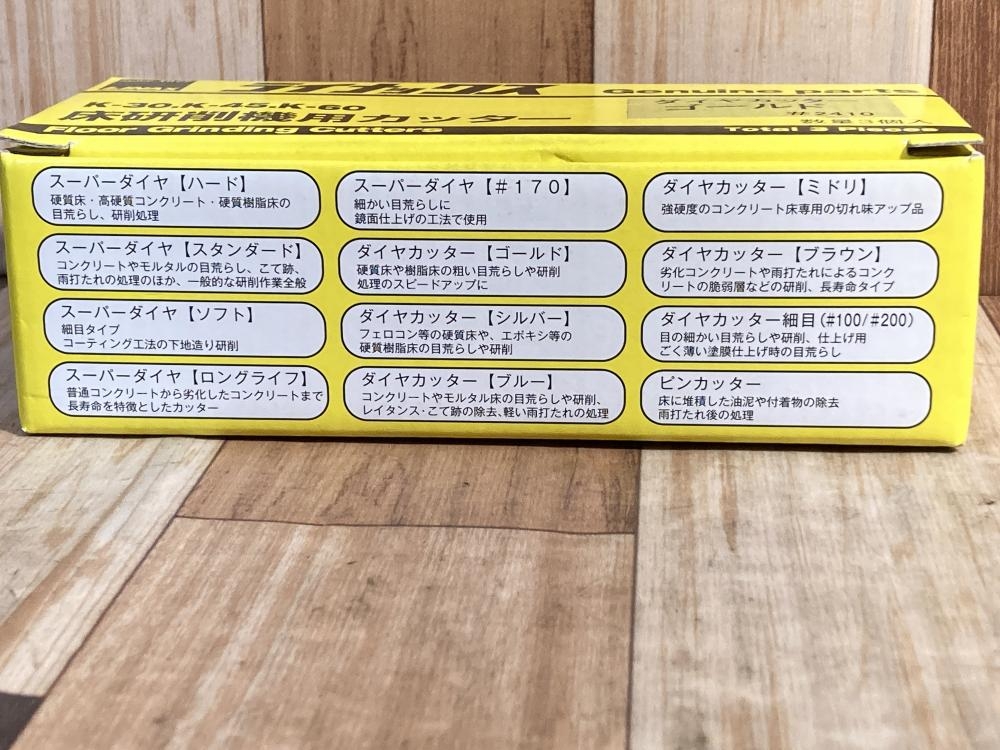 ライナックス
Genuine parts
K-30.K-45.K-60
床研削機用カッター
ダイヤカッター
ゴールド
#2410
数量3個入
Floor Grinding Cutters
Total 3 Pieces
スーパーダイヤ【ハード】
硬質床・高硬質コンクリート・硬質樹脂床の
目荒らし、研削処理
スーパーダイヤ【スタンダード】
コンクリートやモルタルの目荒らし、こて跡、
雨打たれの処理のほか、一般的な研削作業全般
スーパーダイヤ【ソフト】
細目タイプ
コーティング工法の下地造り研削
スーパーダイヤ【ロングライフ】
普通コンクリートから劣化したコンクリートまで
長寿命を特徴としたカッター
スーパーダイヤ【#170】
細かい目荒らしに
鏡面仕上げの工法で使用
ダイヤカッター【ゴールド】
硬質床や樹脂床の粗い目荒らしや研削
処理のスピードアップに
ダイヤカッター【シルバー】
フェロコン等の硬質床や、エポキシ等の
硬質樹脂床の目荒らしや研削
ダイヤカッター【ブルー】
コンクリートやモルタル床の目荒らしや研削、
レイタンス・こて跡の除去、軽い雨打たれの処理
ダイヤカッター【ミドリ】
強硬度のコンクリート床専用の切れ味アップ品
ダイヤカッター【ブラウン】
劣化コンクリートや雨打たれによるコンク
リートの脆弱層などの研削、長寿命タイプ
ダイヤカッター細目(#100/#200)
目の細かい目荒らしや研削、仕上げ用
ごく薄い塗膜仕上げ時の目荒らし
ピンカッター
床に堆積した油泥や付着物の除去
雨打たれ後の処理